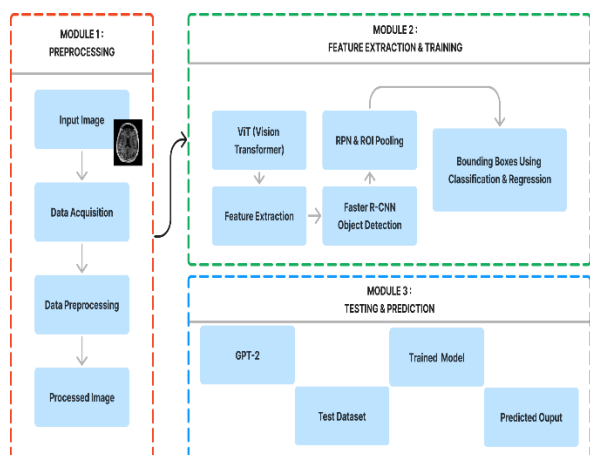 MODULE 1 :
PREPROCESSING
Input Image
Data Acquisition
Data Preprocessing
Processed Image
MODULE 2 :
FEATURE EXTRACTION & TRAINING
ViT (Vision
Transformer)
Feature Extraction
RPN & ROI Pooling
Faster R-CNN
Object Detection
Bounding Boxes Using
Classification & Regression
MODULE 3 :
TESTING & PREDICTION
GPT-2
Test Dataset
Trained Model
Predicted Ouput